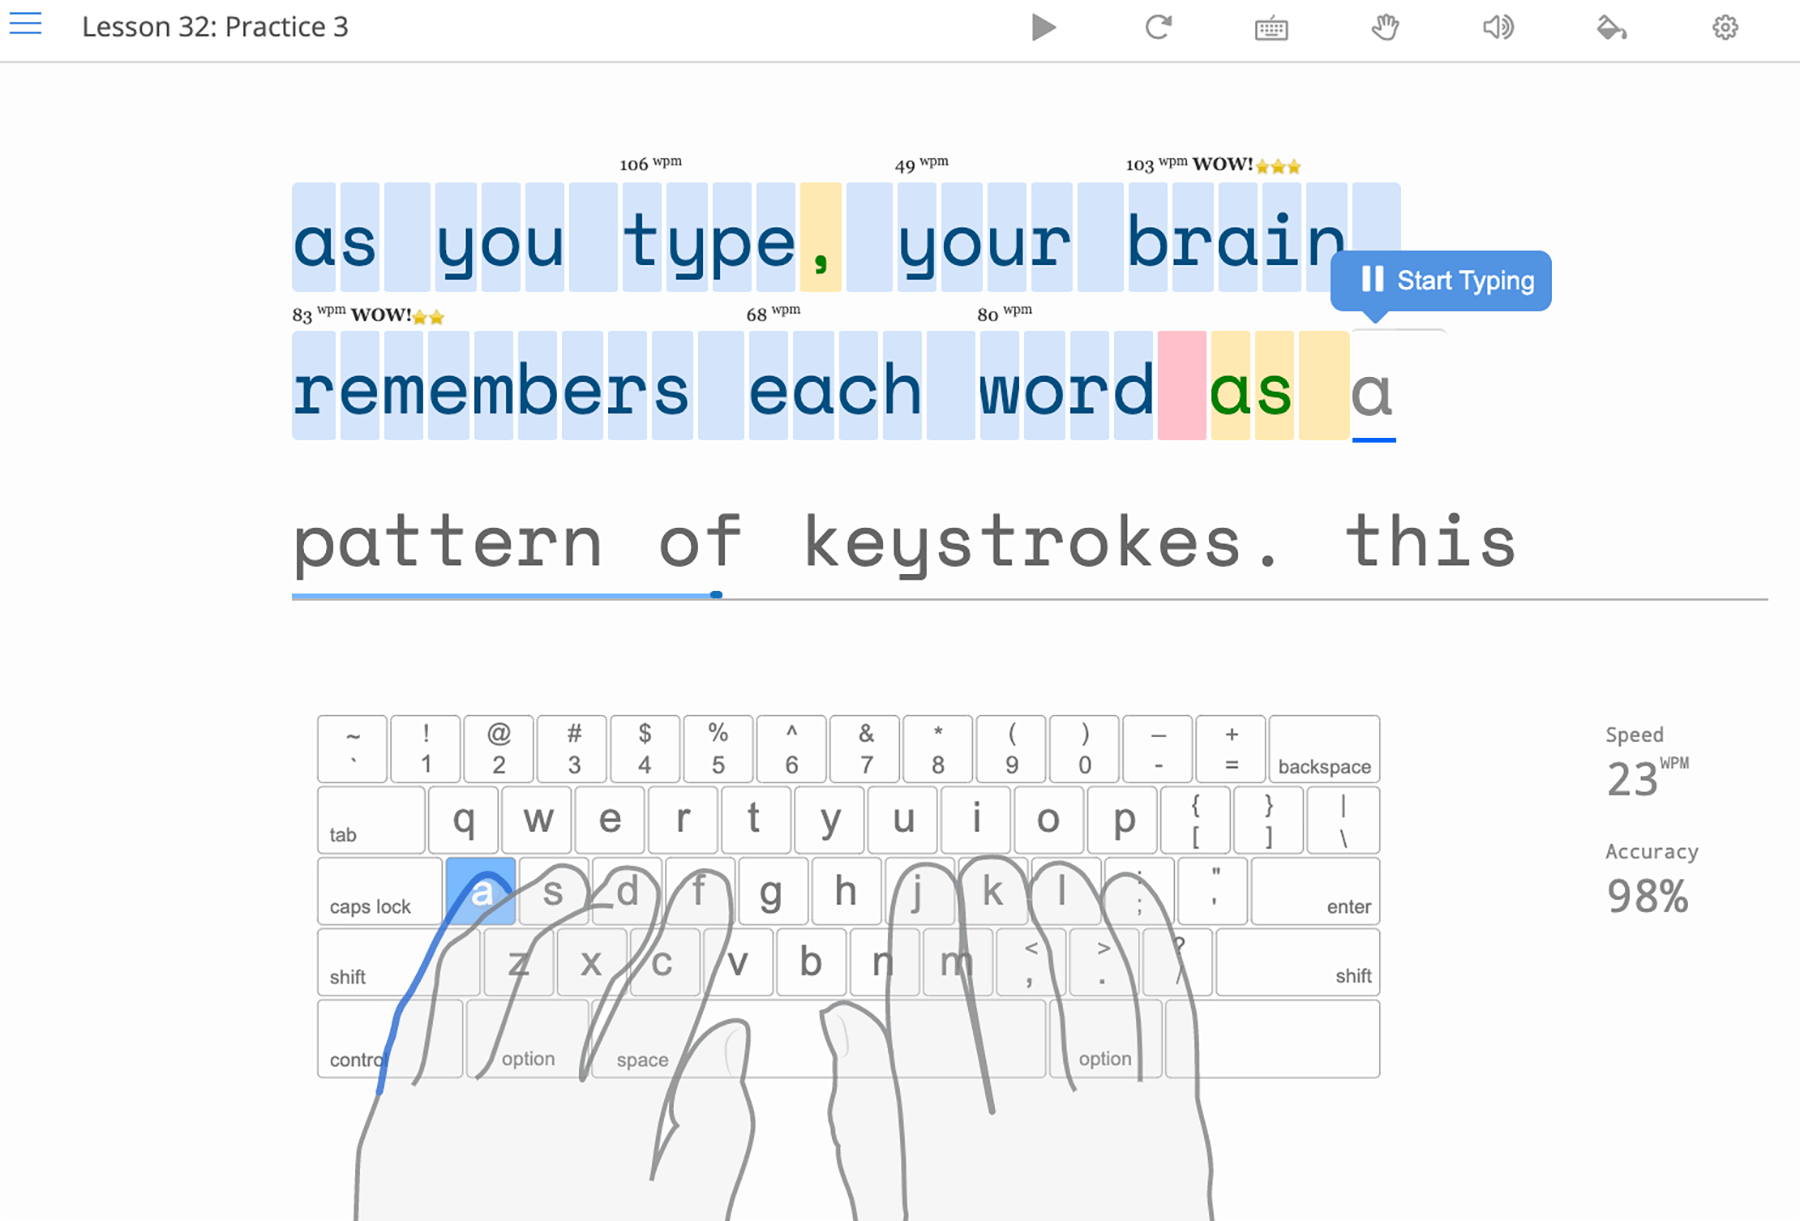 Lesson 32: Practice 3
106 wpm 49 wpm 103 wpm WOW!
as you type, your brain
Start Typing
83 wpm WOW! 68 wpm 80 wpm
remembers each word as a
pattern of keystrokes. this
~ ! @ # $ % ^ & * ( ) — +
` 1 2 3 4 5 6 7 8 9 0 - = backspace
tab q w e r t y u i o p { [ } ] | \
caps lock a s d f g h j k l : ; " ' enter
shift z x c v b n m < , > . ? / shift
control option space option
Speed
23 WPM
Accuracy
98%